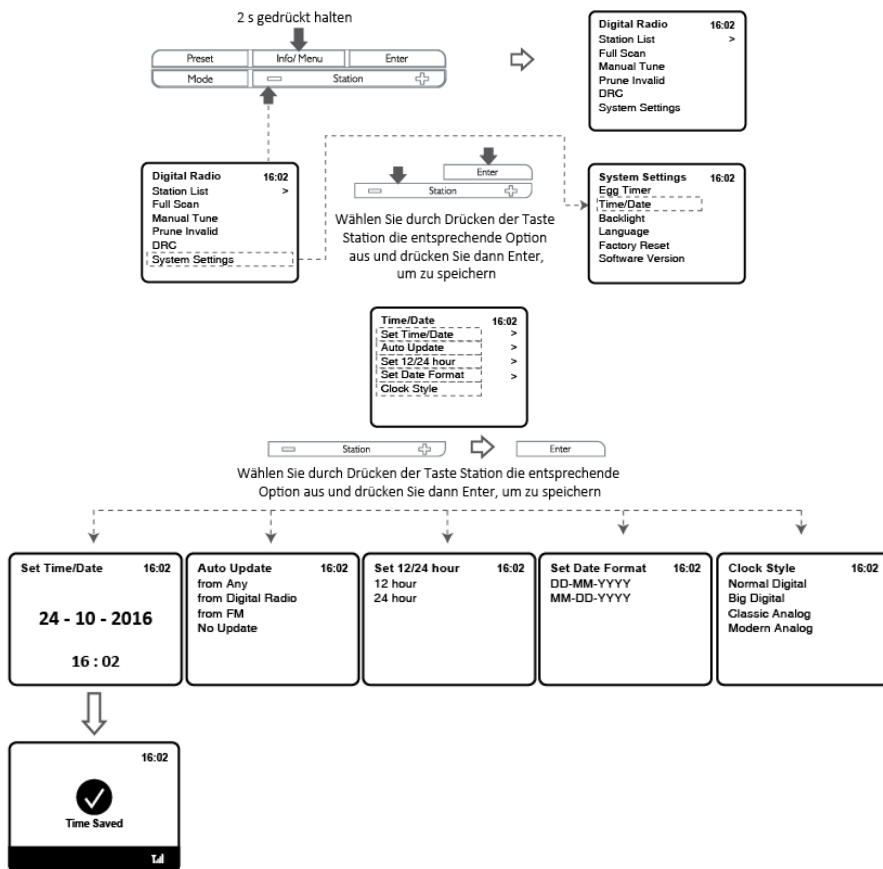 2 s gedrückt halten
Preset
Info/ Menu
Enter
Mode
Station
Digital Radio 16:02
Station List >
Full Scan
Manual Tune
Prune Invalid
DRC
System Settings
Digital Radio 16:02
Station List >
Full Scan
Manual Tune
Prune Invalid
DRC
System Settings
Enter
Station
Wählen Sie durch Drücken der Taste
Station die entsprechende Option
aus und drücken Sie dann Enter,
um zu speichern
System Settings 16:02
Egg Timer
Time/Date
Backlight
Language
Factory Reset
Software Version
Time/Date 16:02
Set Time/Date >
Auto Update >
Set 12/24 hour >
Set Date Format >
Clock Style
Station
Enter
Wählen Sie durch Drücken der Taste Station die entsprechende
Option aus und drücken Sie dann Enter, um zu speichern
Set Time/Date 16:02
24 - 10 - 2016
16 : 02
Auto Update 16:02
from Any
from Digital Radio
from FM
No Update
Set 12/24 hour 16:02
12 hour
24 hour
Set Date Format 16:02
DD-MM-YYYY
MM-DD-YYYY
Clock Style 16:02
Normal Digital
Big Digital
Classic Analog
Modern Analog
16:02
Time Saved